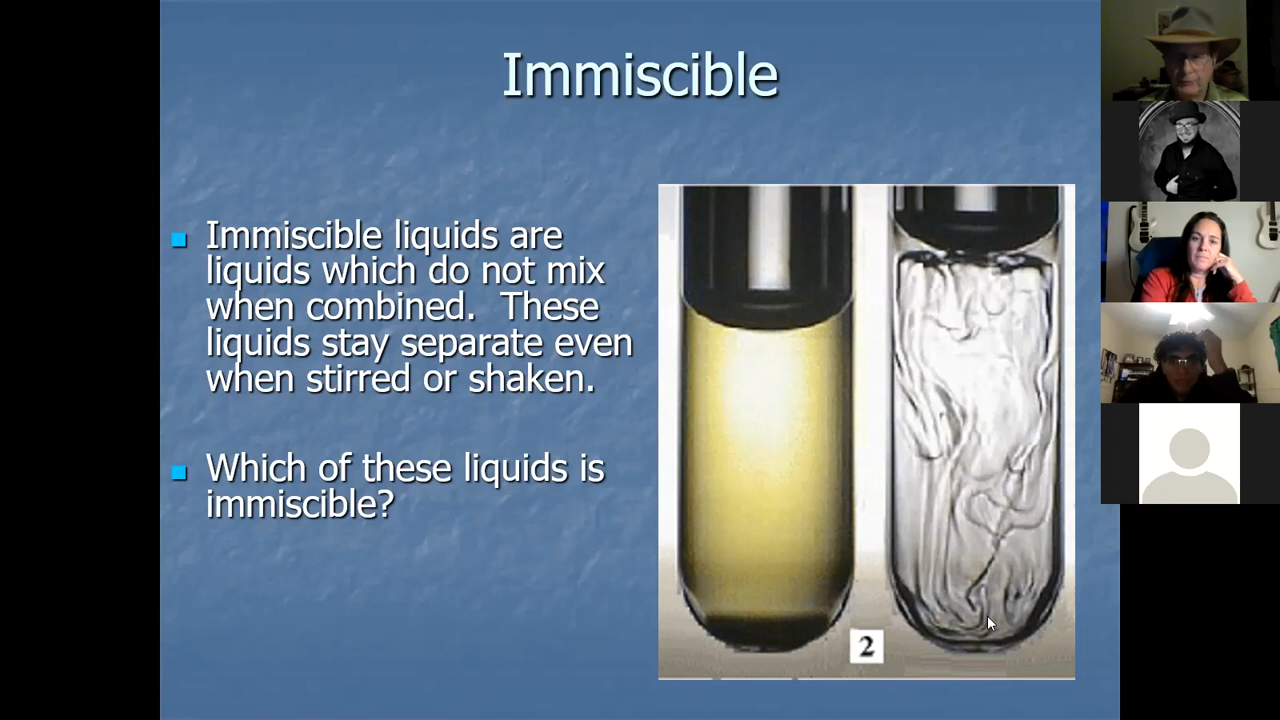 Immiscible
Immiscible liquids are
liquids which do not mix
when combined.  These
liquids stay separate even
when stirred or shaken.
Which of these liquids is
immiscible?
2